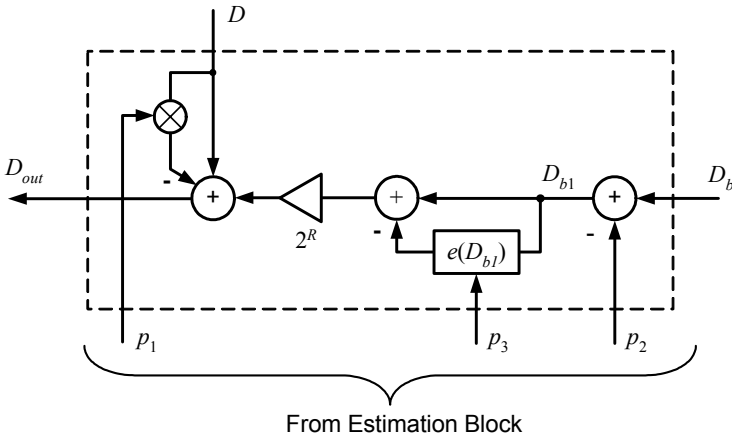 D
D_out
-
+
+
D_b1
+
D_b
-
-
2^R
e(D_b1)
p_1
p_3
p_2
From Estimation Block